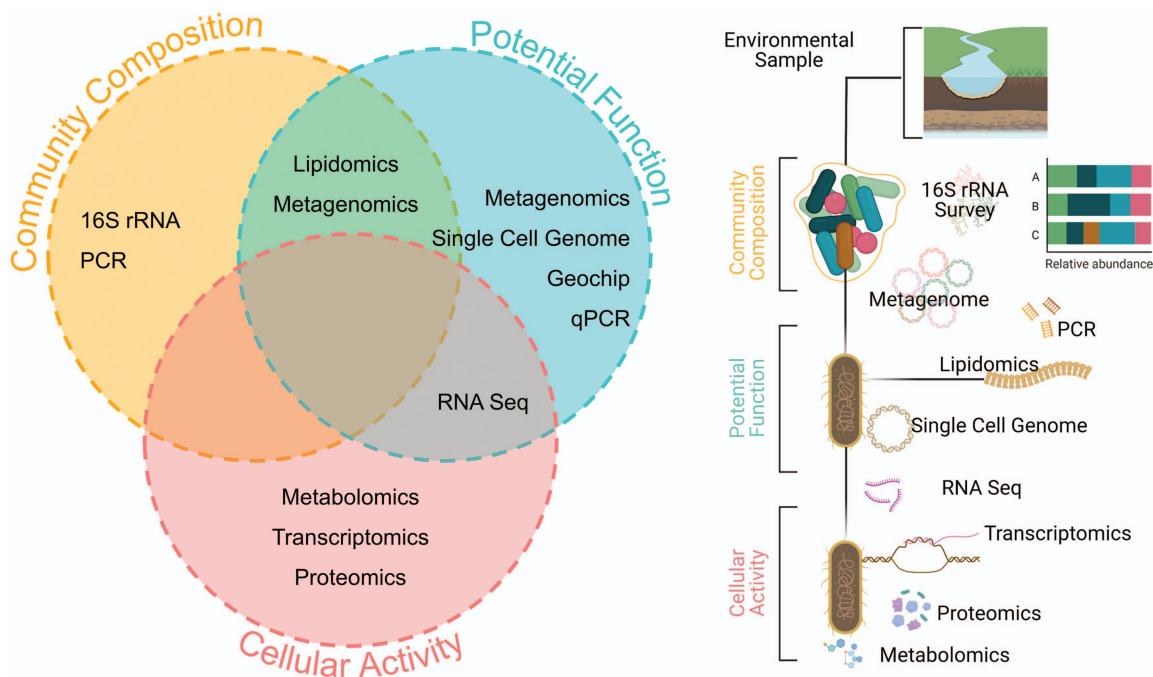 Community Composition
Potential Function
Lipidomics
Metagenomics
16S rRNA
PCR
Metagenomics
Single Cell Genome
Geochip
qPCR
RNA Seq
Metabolomics
Transcriptomics
Proteomics
Cellular Activity
Environmental
Sample
Community
Composition
16S rRNA
Survey
A
B
C
Relative abundance
Metagenome
PCR
Potential
Function
Lipidomics
Single Cell Genome
RNA Seq
Cellular
Activity
Transcriptomics
Proteomics
Metabolomics